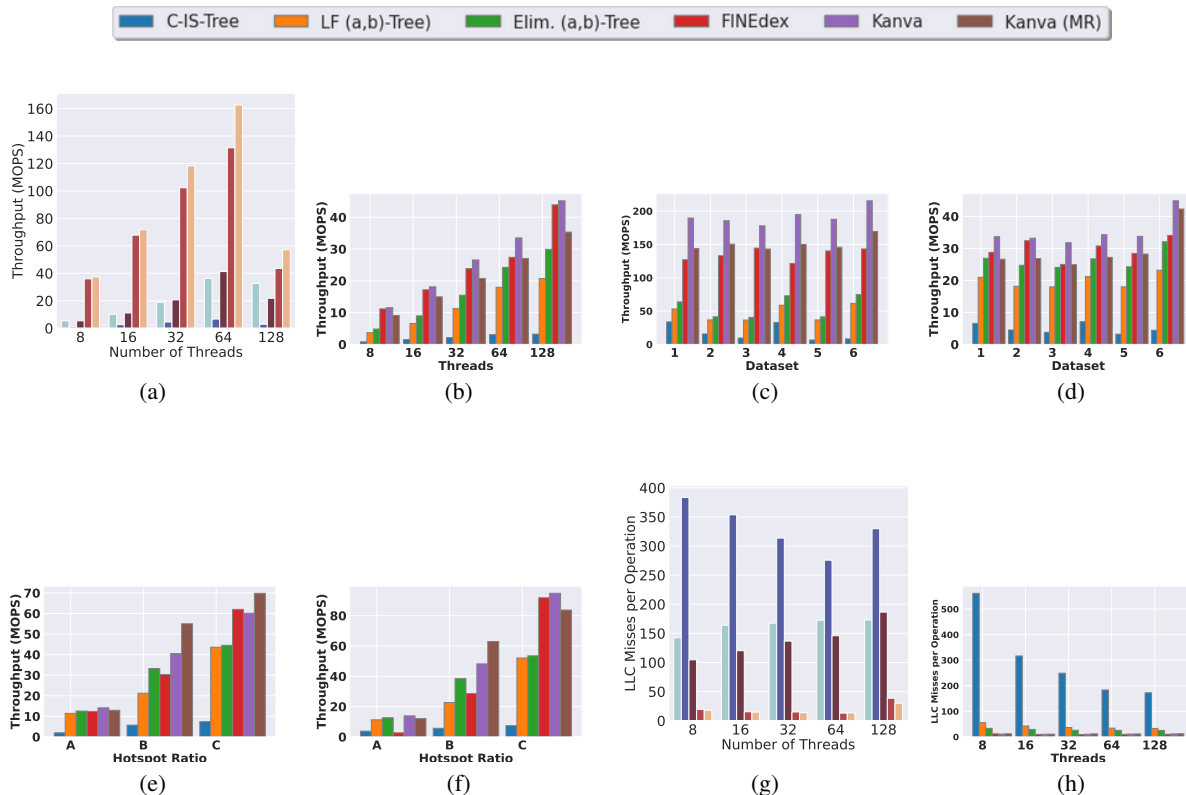 C-IS-Tree LF (a,b)-Tree) Elim. (a,b)-Tree FINEdex Kanva Kanva (MR)
Throughput (MOPS)
160
140
120
100
80
60
40
20
0
8 16 32 64 128
Number of Threads
(a)
Throughput (MOPS)
40
30
20
10
0
8 16 32 64 128
Threads
(b)
Throughput (MOPS)
200
150
100
50
0
1 2 3 4 5 6
Dataset
(c)
Throughput (MOPS)
40
30
20
10
0
1 2 3 4 5 6
Dataset
(d)
Throughput (MOPS)
70
60
50
40
30
20
10
0
A B C
Hotspot Ratio
(e)
Throughput (MOPS)
80
60
40
20
0
A B C
Hotspot Ratio
(f)
LLC Misses per Operation
400
350
300
250
200
150
100
50
0
8 16 32 64 128
Number of Threads
(g)
LLC Misses per Operation
500
400
300
200
100
0
8 16 32 64 128
Threads
(h)